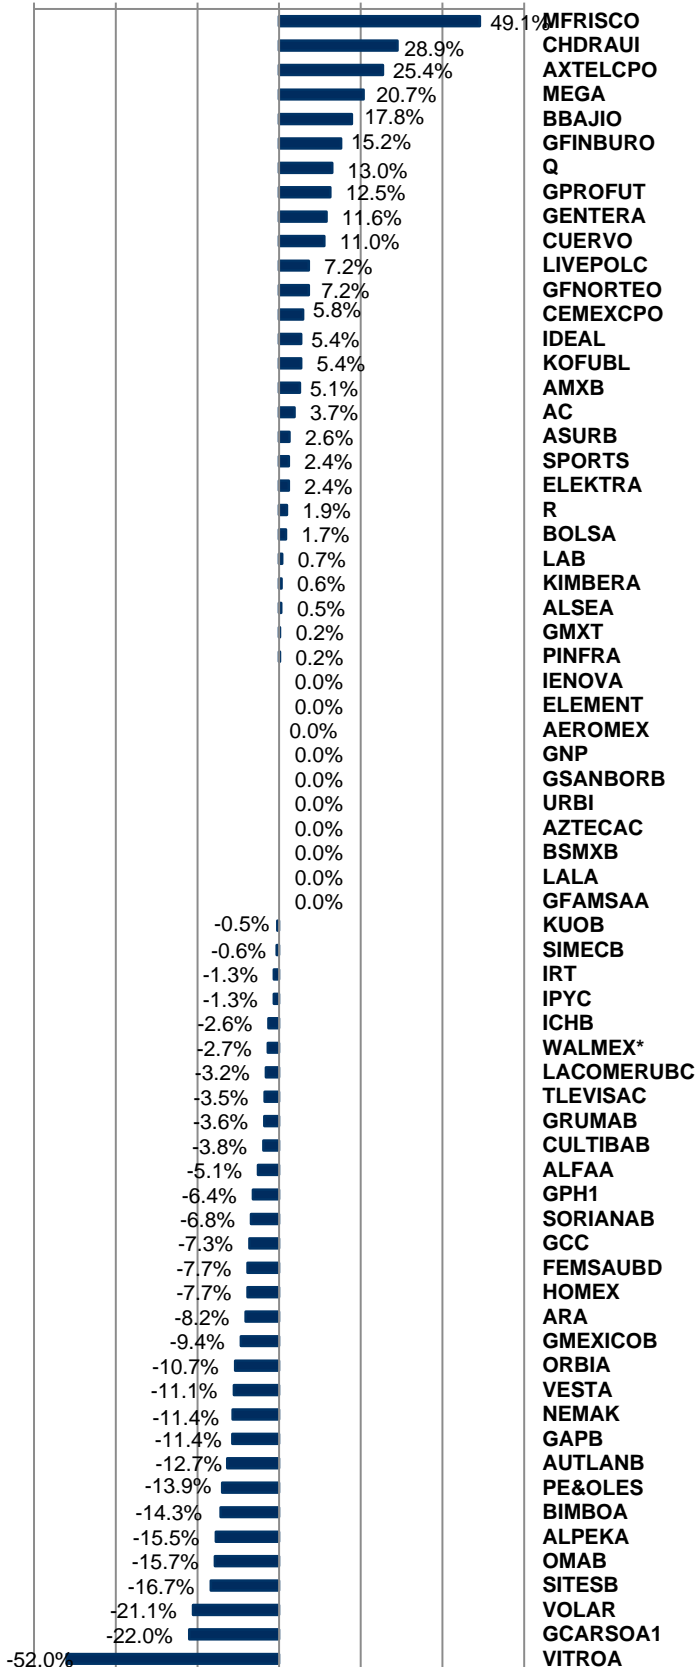 49.1% MFRISCO
28.9% CHDRAUI
25.4% AXTELCPO
20.7% MEGA
17.8% BBAJIO
15.2% GFINBURO
13.0% Q
12.5% GPROFUT
11.6% GENTERA
11.0% CUERVO
7.2% LIVEPOLC
7.2% GFNORTEO
5.8% CEMEXCPO
5.4% IDEAL
5.4% KOFUBL
5.1% AMXB
3.7% AC
2.6% ASURB
2.4% SPORTS
2.4% ELEKTRA
1.9% R
1.7% BOLSA
0.7% LAB
0.6% KIMBERA
0.5% ALSEA
0.2% GMXT
0.2% PINFRA
0.0% IENOVA
0.0% ELEMENT
0.0% AEROMEX
0.0% GNP
0.0% GSANBORB
0.0% URBI
0.0% AZTECAC
0.0% BSMXB
0.0% LALA
0.0% GFAMSAA
-0.5% KUOB
-0.6% SIMECB
-1.3% IRT
-1.3% IPYC
-2.6% ICHB
-2.7% WALMEX*
-3.2% LACOMERUBC
-3.5% TLEVISAC
-3.6% GRUMAB
-3.8% CULTIBAB
-5.1% ALFAA
-6.4% GPH1
-6.8% SORIANAB
-7.3% GCC
-7.7% FEMSAUBD
-7.7% HOMEX
-8.2% ARA
-9.4% GMEXICOB
-10.7% ORBIA
-11.1% VESTA
-11.4% NEMAK
-11.4% GAPB
-12.7% AUTLANB
-13.9% PE&OLES
-14.3% BIMBOA
-15.5% ALPEKA
-15.7% OMAB
-16.7% SITESB
-21.1% VOLAR
-22.0% GCARSOA1
-52.0% VITROA